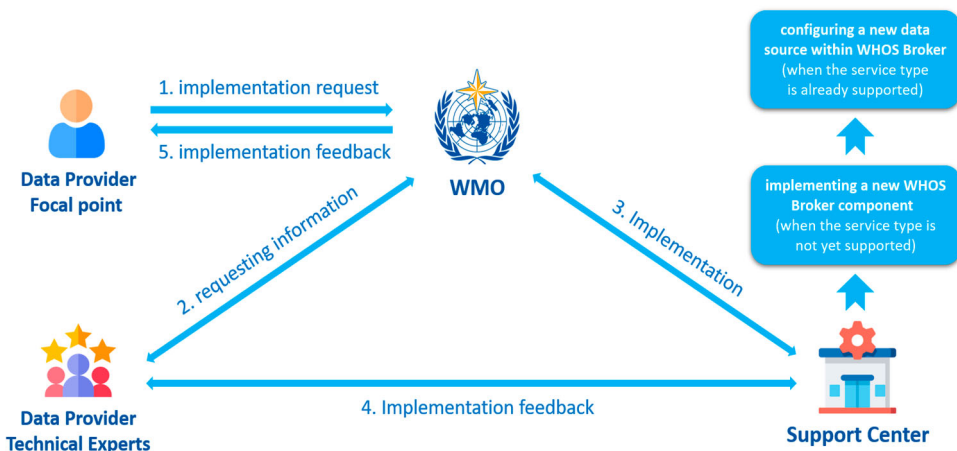 configuring a new data
source within WHOS Broker
(when the service type
is already supported)
1. implementation request
5. implementation feedback
Data Provider
Focal point
WMO
implementing a new WHOS
Broker component
(when the service type is
not yet supported)
2. requesting information
3. Implementation
4. Implementation feedback
Data Provider
Technical Experts
Support Center